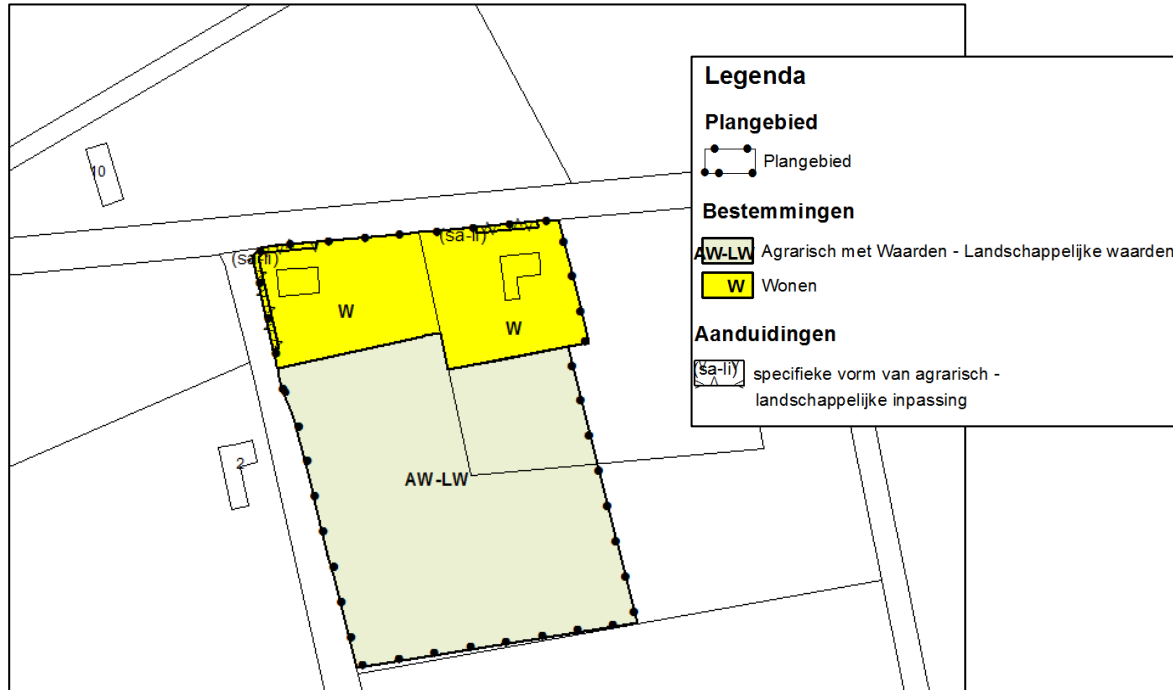 10
(sa-li)
(sa-li)
W
W
2
AW-LW
Legenda
Plangebied
Plangebied
Bestemmingen
AW-LW Agrarisch met Waarden - Landschappelijke waarden
W Wonen
Aanduidingen
(sa-li) specifieke vorm van agrarisch -
landschappelijke inpassing